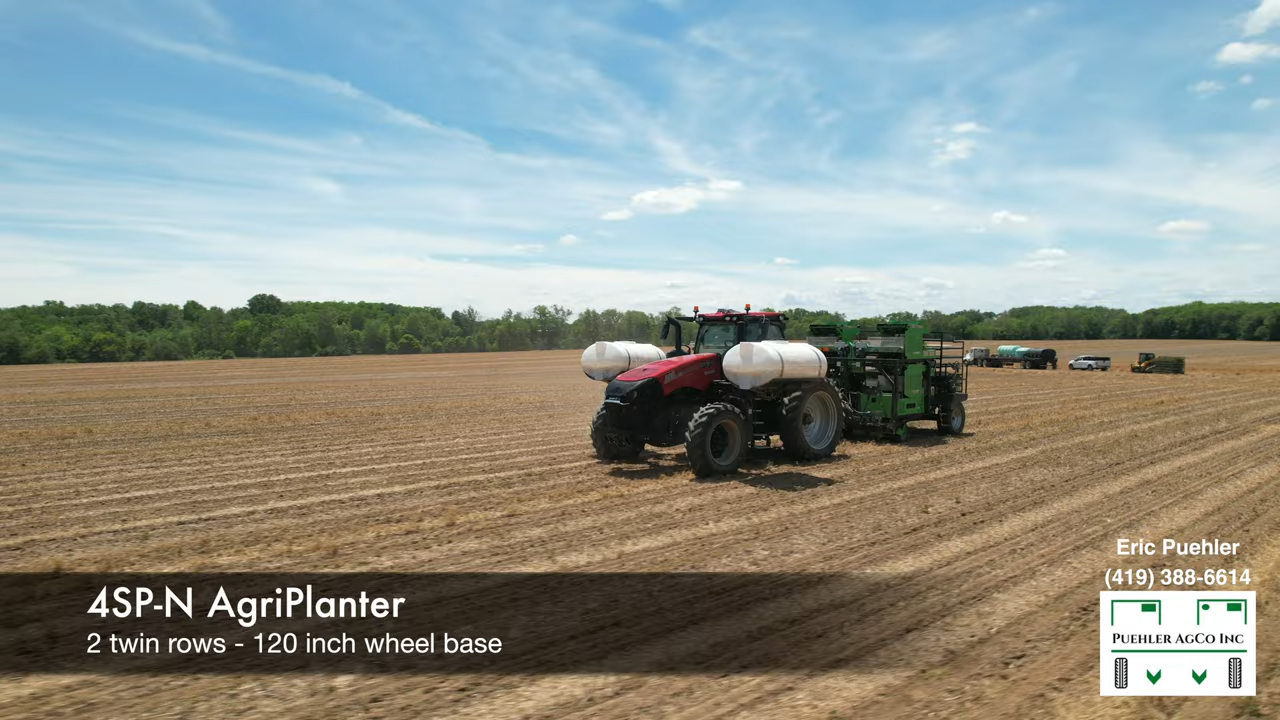 Eric Puehler
(419) 388-6614
4SP-N AgriPlanter
2 twin rows - 120 inch wheel base
PUEHLER AGCO INC